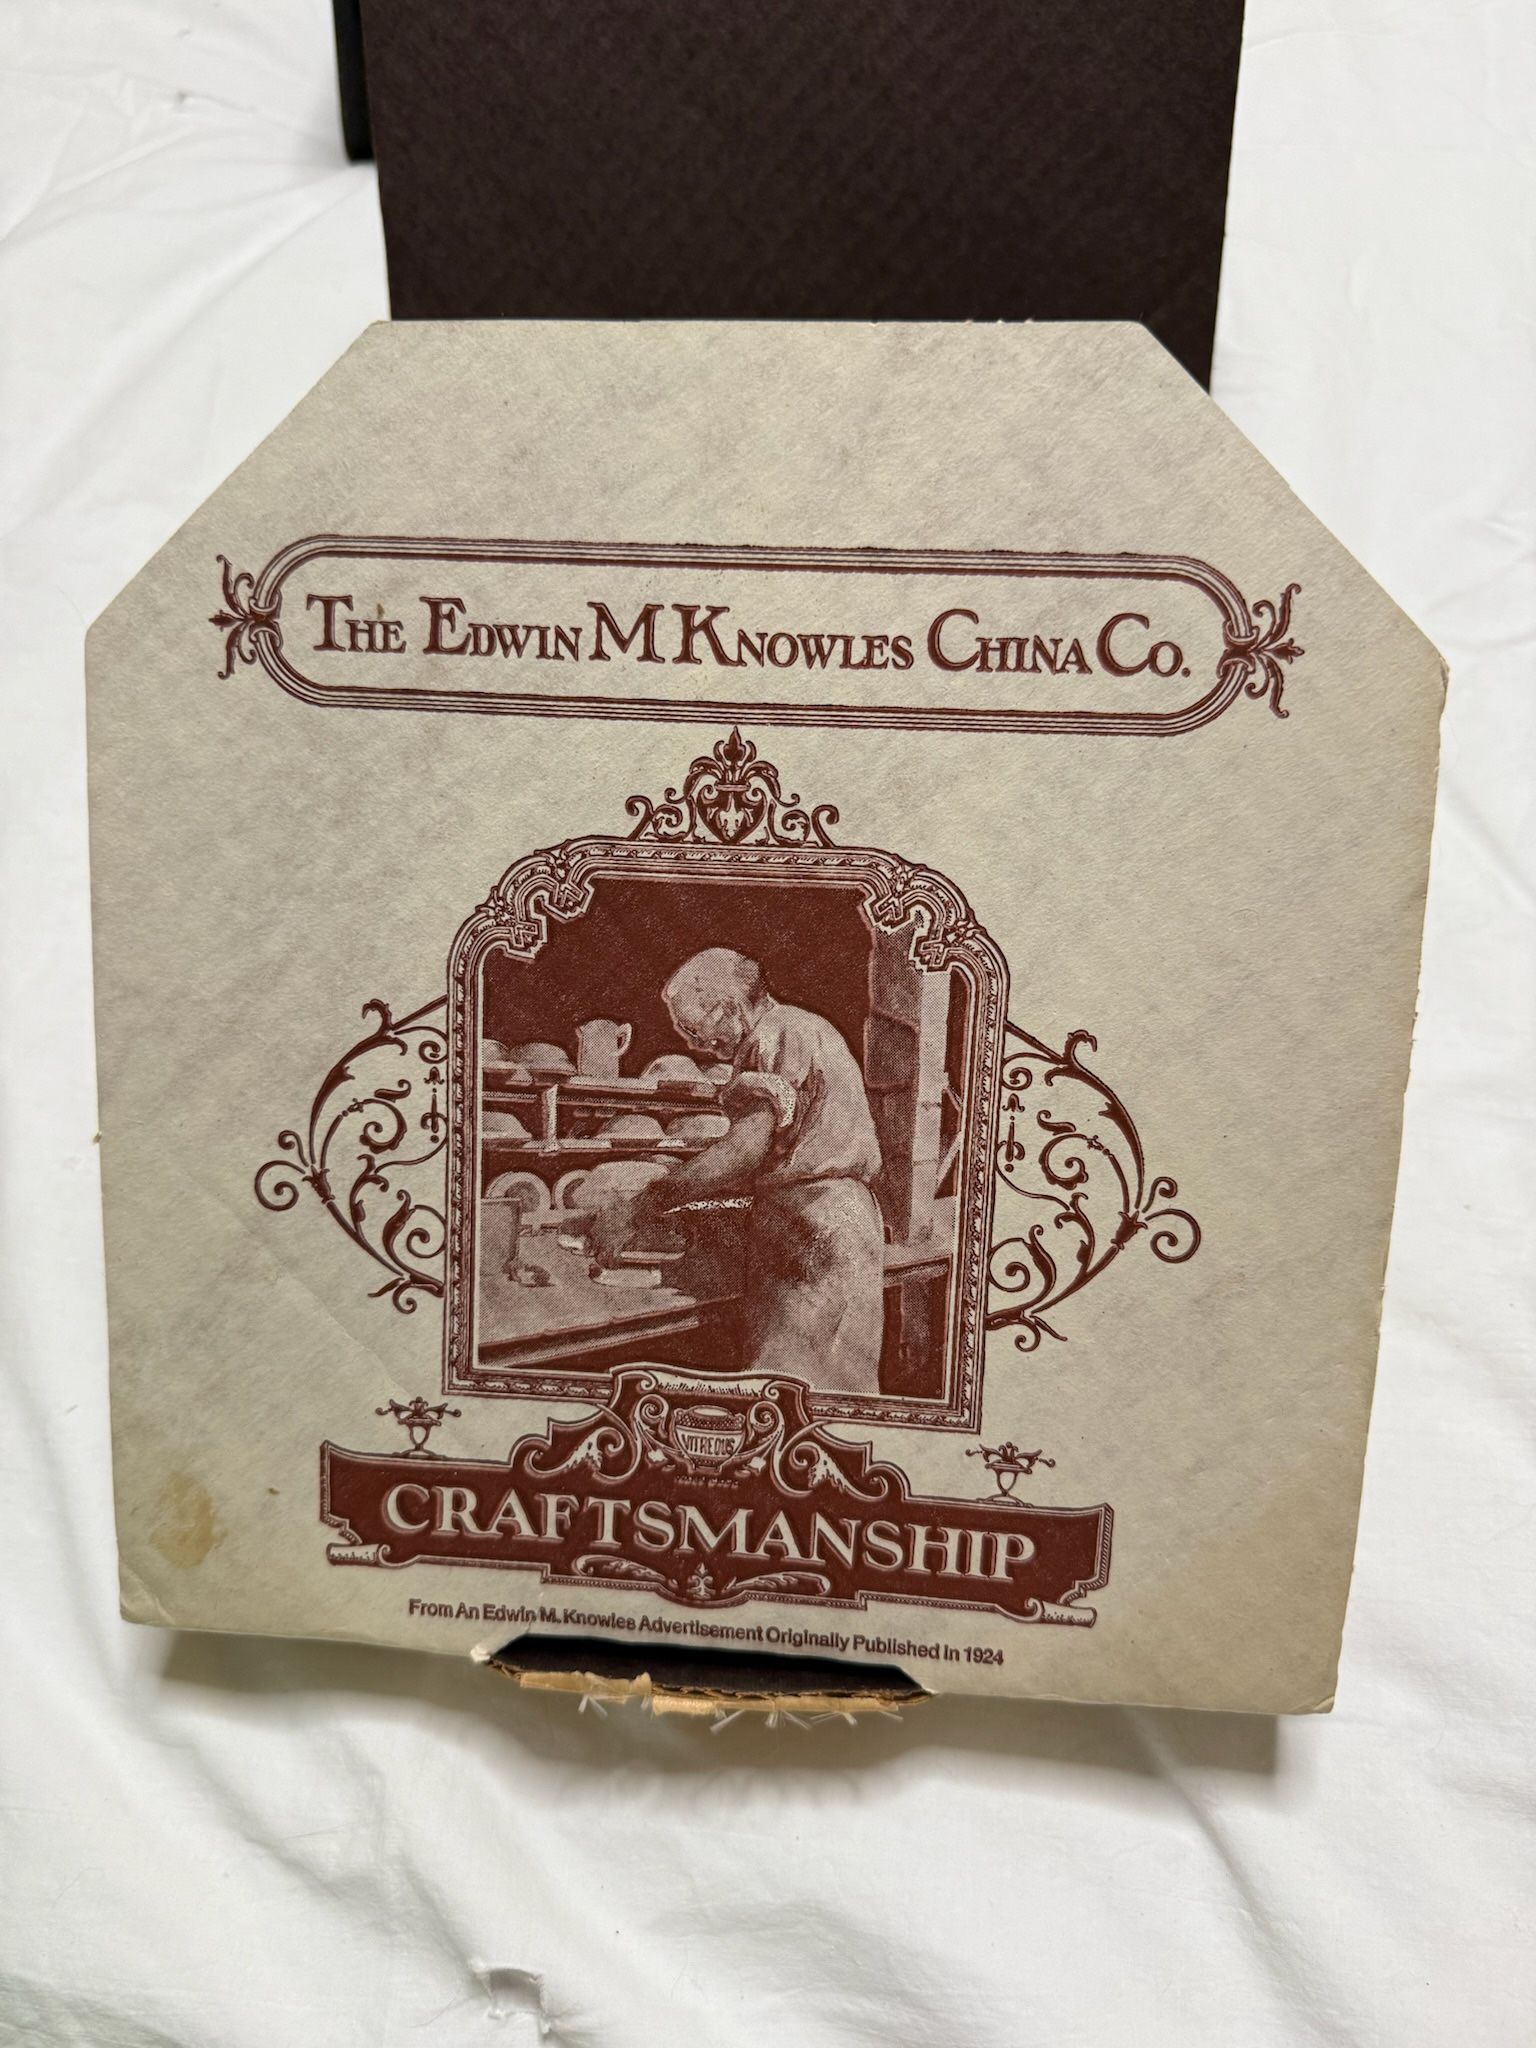 The Edwin M Knowles China Co.
VITREOUS
CRAFTSMANSHIP
From An Edwin M. Knowles Advertisement Originally Published In 1924